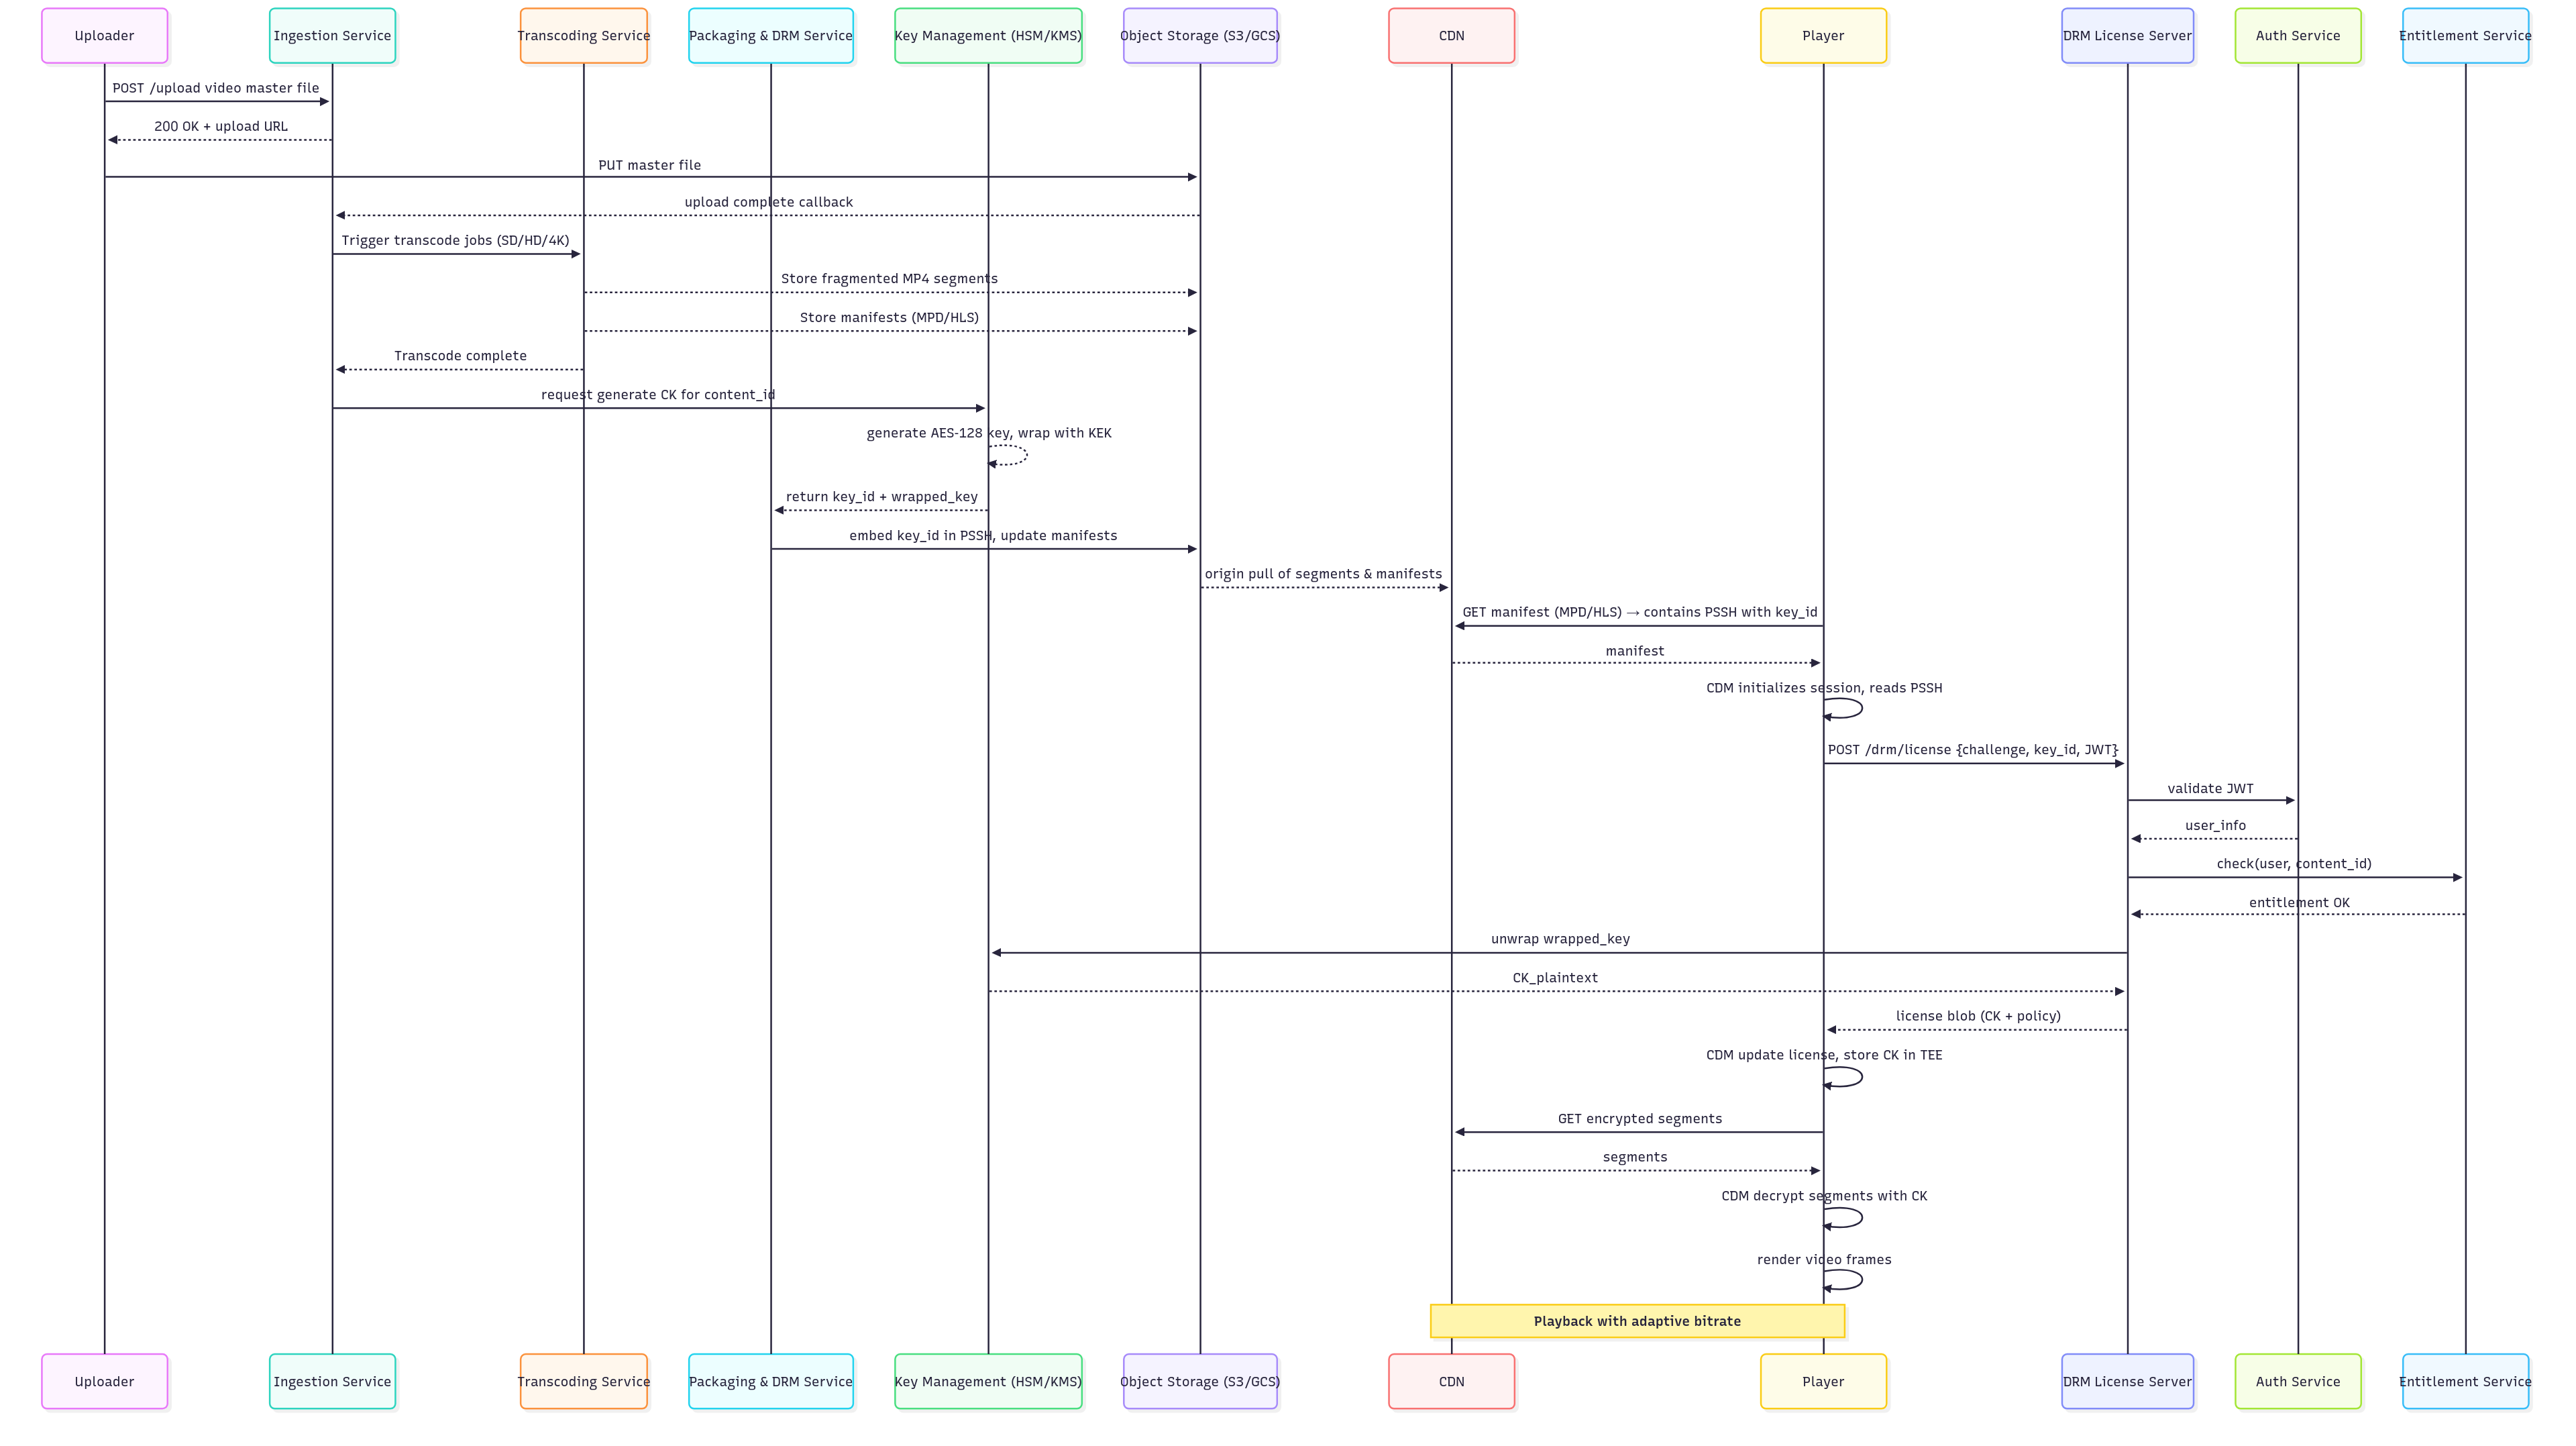 Uploader
Ingestion Service
Transcoding Service
Packaging & DRM Service
Key Management (HSM/KMS)
Object Storage (S3/GCS)
CDN
Player
DRM License Server
Auth Service
Entitlement Service
POST /upload video master file
200 OK + upload URL
PUT master file
upload complete callback
Trigger transcode jobs (SD/HD/4K)
Store fragmented MP4 segments
Store manifests (MPD/HLS)
Transcode complete
request generate CK for content_id
generate AES-128 key, wrap with KEK
return key_id + wrapped_key
embed key_id in PSSH, update manifests
origin pull of segments & manifests
GET manifest (MPD/HLS) → contains PSSH with key_id
manifest
CDM initializes session, reads PSSH
POST /drm/license {challenge, key_id, JWT}
validate JWT
user_info
check(user, content_id)
entitlement OK
unwrap wrapped_key
CK_plaintext
license blob (CK + policy)
CDM update license, store CK in TEE
GET encrypted segments
segments
CDM decrypt segments with CK
render video frames
Playback with adaptive bitrate
Uploader
Ingestion Service
Transcoding Service
Packaging & DRM Service
Key Management (HSM/KMS)
Object Storage (S3/GCS)
CDN
Player
DRM License Server
Auth Service
Entitlement Service